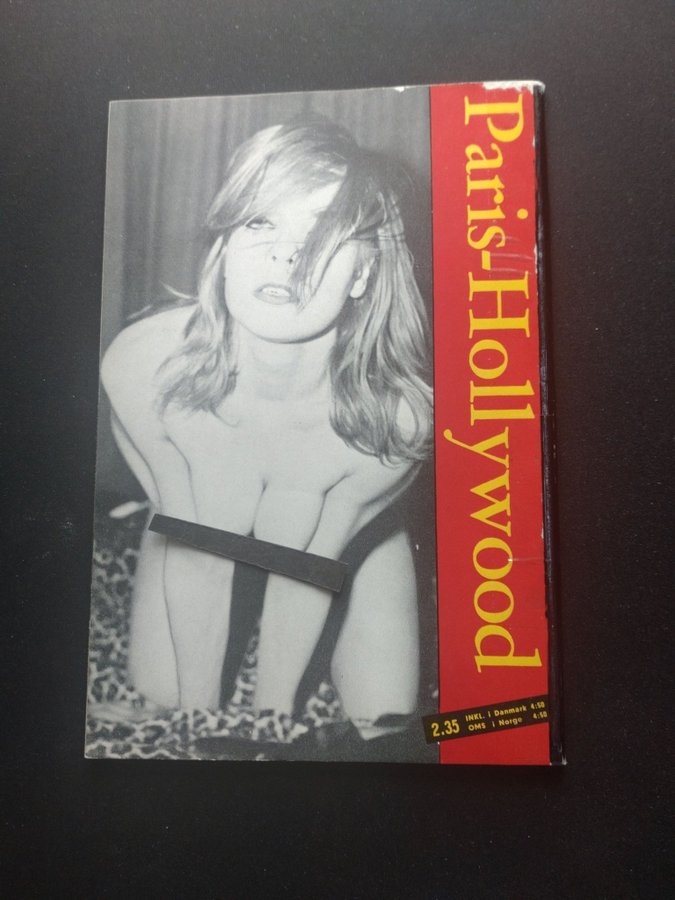 Paris-Hollywood
2.35
INKL. i Danmark 4:50
OMS i Norge 4:50